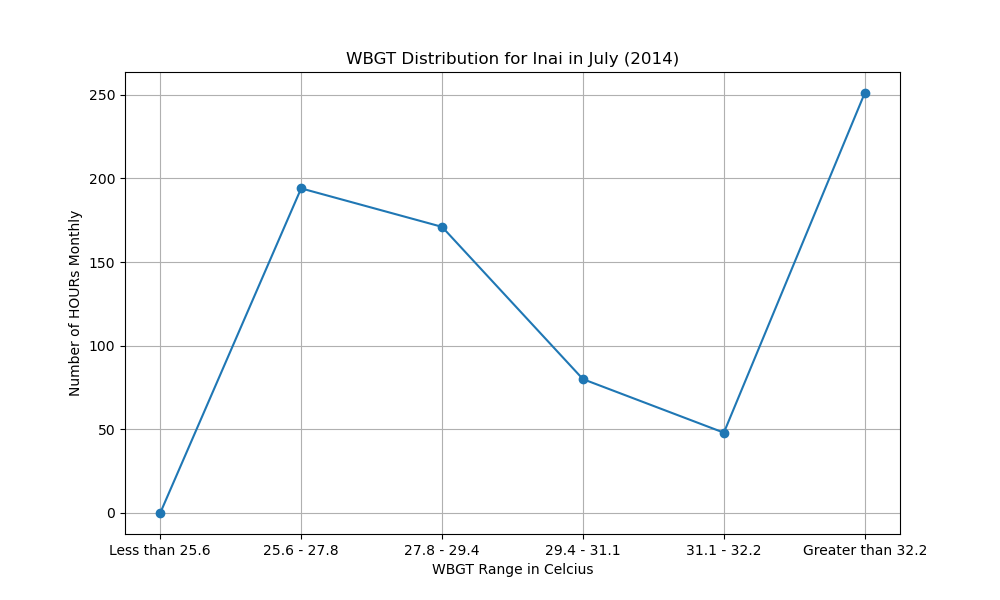 WBGT Distribution for Inai in July (2014)
Number of HOURs Monthly
250
200
150
100
50
0
Less than 25.6
25.6 - 27.8
27.8 - 29.4
29.4 - 31.1
31.1 - 32.2
Greater than 32.2
WBGT Range in Celcius